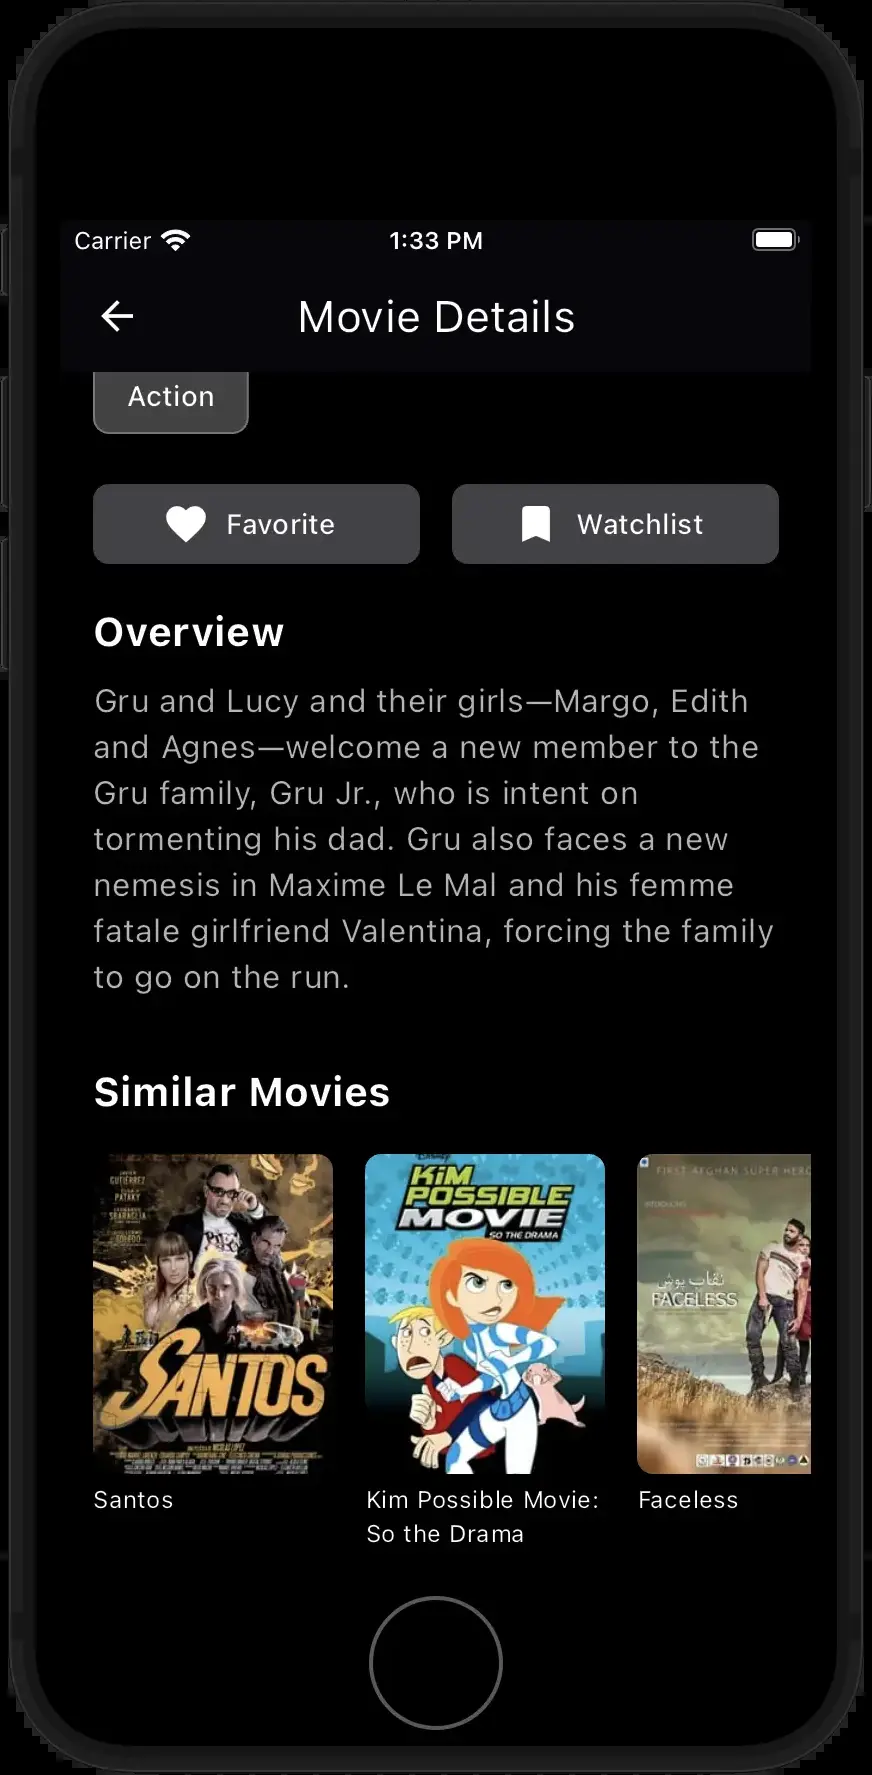 Carrier
1:33 PM
Movie Details
Action
Favorite
Watchlist
Overview
Gru and Lucy and their girls—Margo, Edith
and Agnes—welcome a new member to the
Gru family, Gru Jr., who is intent on
tormenting his dad. Gru also faces a new
nemesis in Maxime Le Mal and his femme
fatale girlfriend Valentina, forcing the family
to go on the run.
Similar Movies
GUTIERREZ
PATAKY
SBARAGLIA
TOLEDO
SANTOS
KIM
POSSIBLE
MOVIE
SO THE DRAMA
FIRST AFGHAN SUPER HERO
نقاب پوش
FACELESS
Santos
Kim Possible Movie:
So the Drama
Faceless